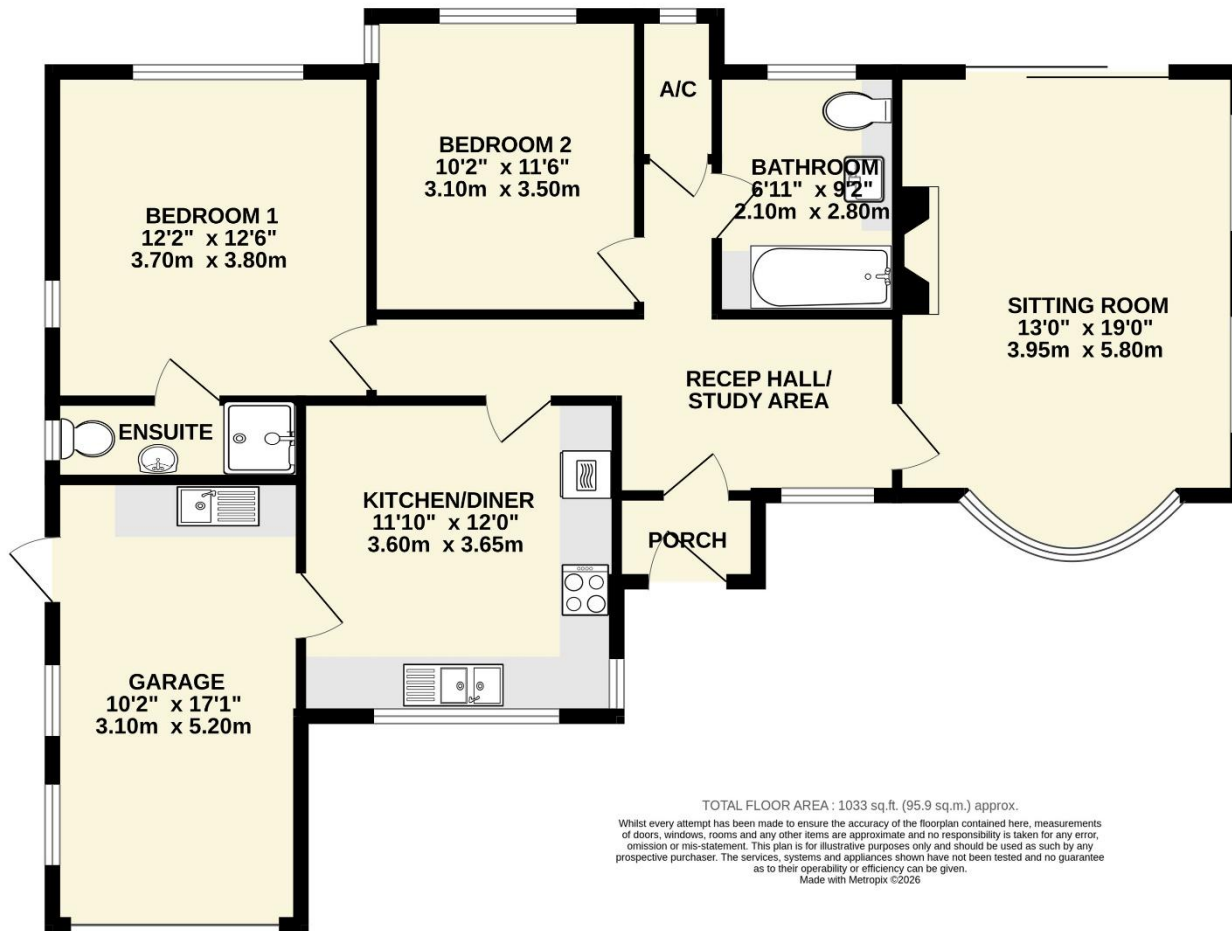 A/C
BEDROOM 2
10'2" x 11'6"
3.10m x 3.50m
BATHROOM
6'11" x 9'2"
2.10m x 2.80m
BEDROOM 1
12'2" x 12'6"
3.70m x 3.80m
SITTING ROOM
13'0" x 19'0"
3.95m x 5.80m
RECEP HALL/
STUDY AREA
ENSUITE
KITCHEN/DINER
11'10" x 12'0"
3.60m x 3.65m
PORCH
GARAGE
10'2" x 17'1"
3.10m x 5.20m
TOTAL FLOOR AREA : 1033 sq.ft. (95.9 sq.m.) approx.
Whilst every attempt has been made to ensure the accuracy of the floorplan contained here, measurements
of doors, windows, rooms and any other items are approximate and no responsibility is taken for any error,
omission or mis-statement. This plan is for illustrative purposes only and should be used as such by any
prospective purchaser. The services, systems and appliances shown have not been tested and no guarantee
as to their operability or efficiency can be given.
Made with Metropix ©2026